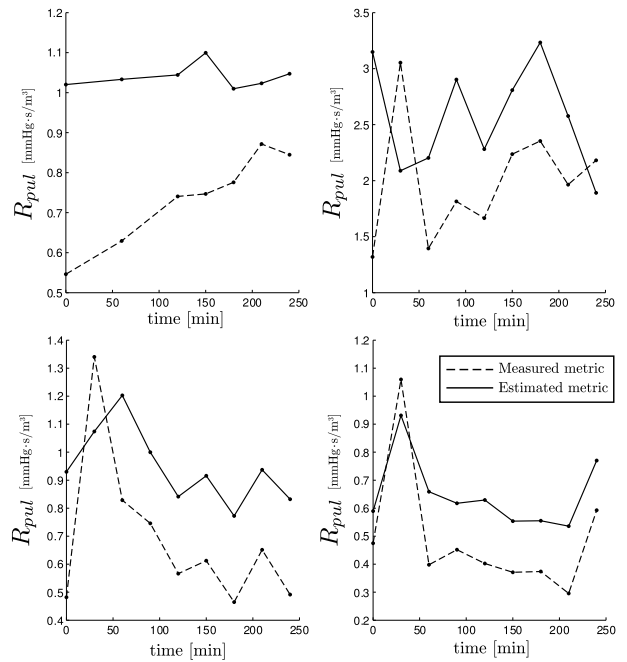 1.2
1.1
1
0.9
0.8
0.7
0.6
0.5
0 50 100 150 200 250
time [min]
R_pul [mmHg·s/m³]
3.5
3
2.5
2
1.5
1
0 50 100 150 200 250
time [min]
R_pul [mmHg·s/m³]
1.4
1.3
1.2
1.1
1
0.9
0.8
0.7
0.6
0.5
0.4
0 50 100 150 200 250
time [min]
R_pul [mmHg·s/m³]
1.2
1.1
1
0.9
0.8
0.7
0.6
0.5
0.4
0.3
0.2
0 50 100 150 200 250
time [min]
R_pul [mmHg·s/m³]
Measured metric
Estimated metric